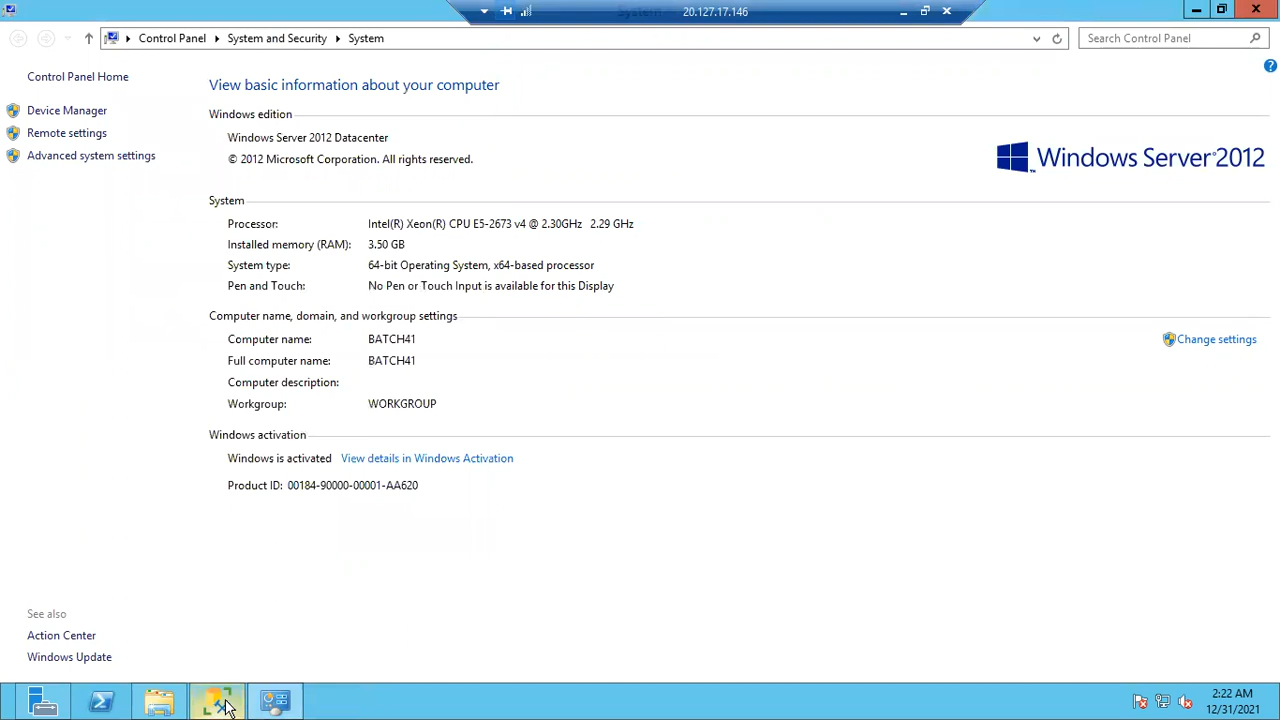 20.127.17.146
Control Panel System and Security System
Search Control Panel
Control Panel Home
Device Manager
Remote settings
Advanced system settings
View basic information about your computer
Windows edition
Windows Server 2012 Datacenter
© 2012 Microsoft Corporation. All rights reserved.
Windows Server 2012
System
Processor: Intel(R) Xeon(R) CPU E5-2673 v4 @ 2.30GHz 2.29 GHz
Installed memory (RAM): 3.50 GB
System type: 64-bit Operating System, x64-based processor
Pen and Touch: No Pen or Touch Input is available for this Display
Computer name, domain, and workgroup settings
Computer name: BATCH41
Change settings
Full computer name: BATCH41
Computer description:
Workgroup: WORKGROUP
Windows activation
Windows is activated View details in Windows Activation
Product ID: 00184-90000-00001-AA620
See also
Action Center
Windows Update
2:22 AM
12/31/2021